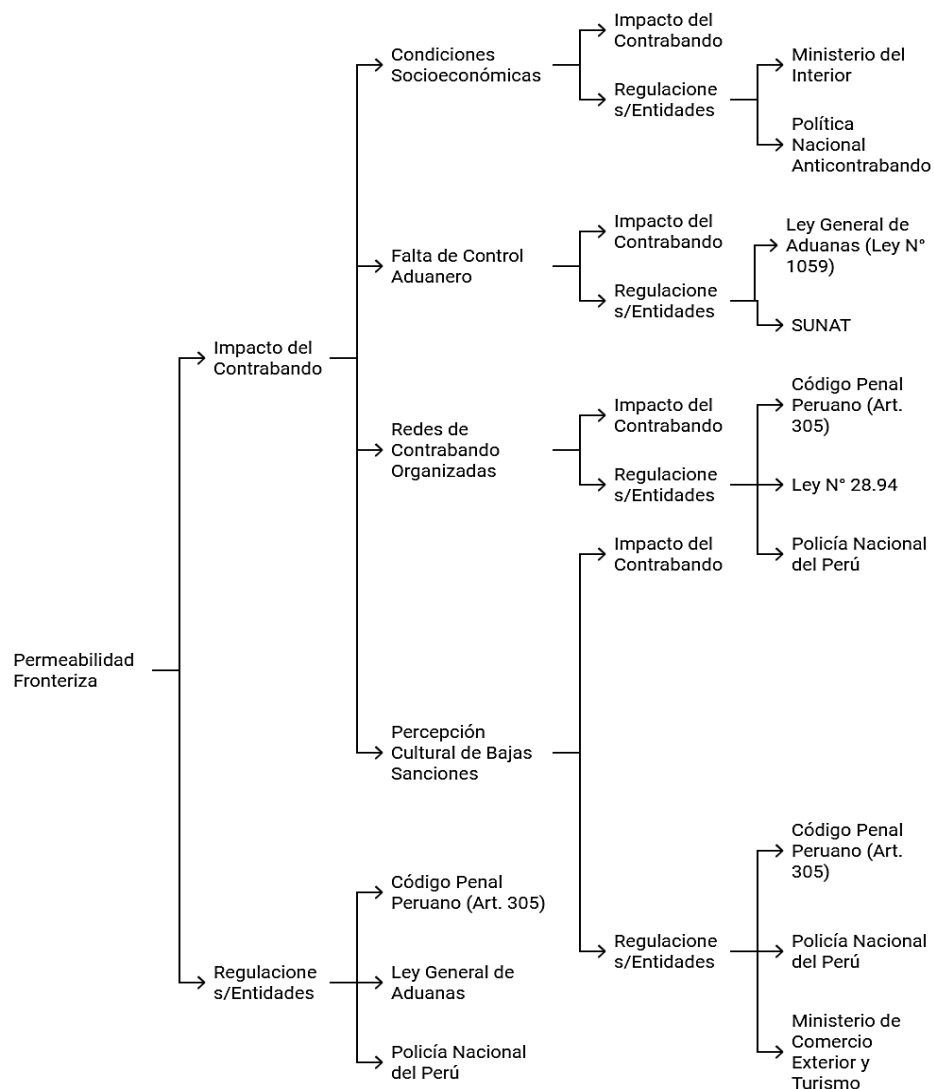 Permeabilidad
Fronteriza
Impacto del
Contrabando
Condiciones
Socioeconómicas
Impacto del
Contrabando
Regulacione
s/Entidades
Ministerio del
Interior
Política
Nacional
Anticontrabando
Falta de Control
Aduanero
Impacto del
Contrabando
Regulacione
s/Entidades
Ley General de
Aduanas (Ley N°
1059)
SUNAT
Redes de
Contrabando
Organizadas
Impacto del
Contrabando
Regulacione
s/Entidades
Código Penal
Peruano (Art.
305)
Ley N° 28.94
Policía Nacional
del Perú
Percepción
Cultural de Bajas
Sanciones
Impacto del
Contrabando
Regulacione
s/Entidades
Código Penal
Peruano (Art.
305)
Policía Nacional
del Perú
Ministerio de
Comercio
Exterior y
Turismo
Regulacione
s/Entidades
Código Penal
Peruano (Art. 305)
Ley General de
Aduanas
Policía Nacional
del Perú